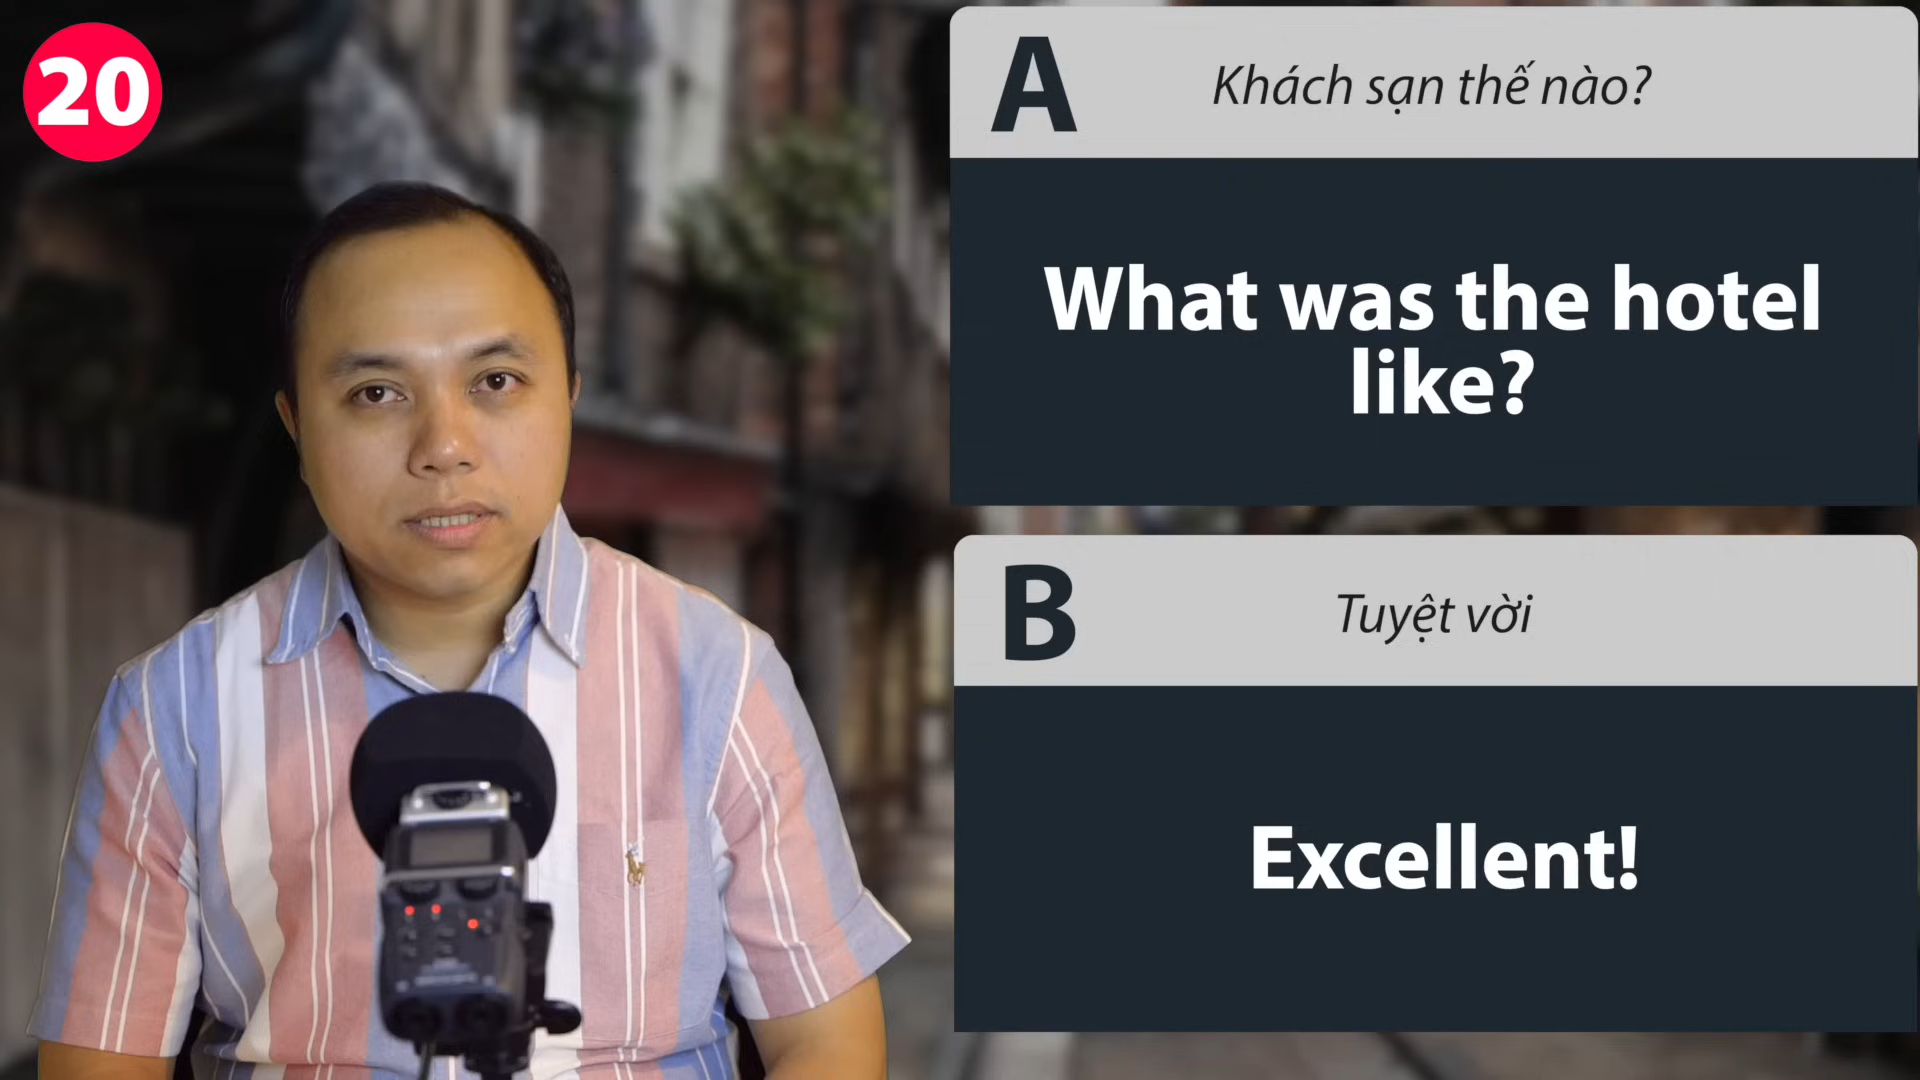 20
A
Khách sạn thế nào?
What was the hotel
like?
B
Tuyệt vời
Excellent!